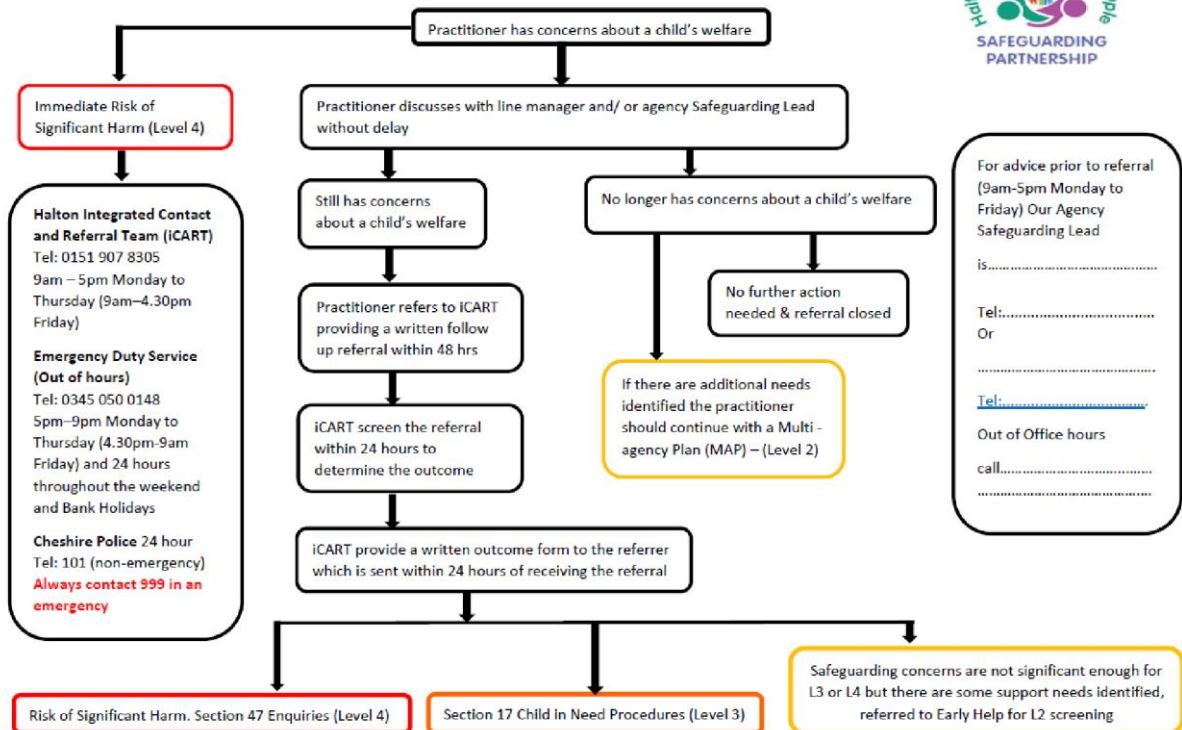 Practitioner has concerns about a child's welfare
SAFEGUARDING
PARTNERSHIP
Immediate Risk of
Significant Harm (Level 4)
Practitioner discusses with line manager and/ or agency Safeguarding Lead
without delay
Halton Integrated Contact
and Referral Team (iCART)
Tel: 0151 907 8305
9am – 5pm Monday to
Thursday (9am–4.30pm
Friday)
Emergency Duty Service
(Out of hours)
Tel: 0345 050 0148
5pm–9pm Monday to
Thursday (4.30pm-9am
Friday) and 24 hours
throughout the weekend
and Bank Holidays
Cheshire Police 24 hour
Tel: 101 (non-emergency)
Always contact 999 in an
emergency
Still has concerns
about a child's welfare
No longer has concerns about a child's welfare
Practitioner refers to iCART
providing a written follow
up referral within 48 hrs
No further action
needed & referral closed
If there are additional needs
identified the practitioner
should continue with a Multi -
agency Plan (MAP) – (Level 2)
iCART screen the referral
within 24 hours to
determine the outcome
iCART provide a written outcome form to the referrer
which is sent within 24 hours of receiving the referral
For advice prior to referral
(9am-5pm Monday to
Friday) Our Agency
Safeguarding Lead
is..........................................
Tel:......................................
Or
............................................
Tel:.....................................
Out of Office hours
call......................................
............................................
Risk of Significant Harm. Section 47 Enquiries (Level 4)
Section 17 Child in Need Procedures (Level 3)
Safeguarding concerns are not significant enough for
L3 or L4 but there are some support needs identified,
referred to Early Help for L2 screening